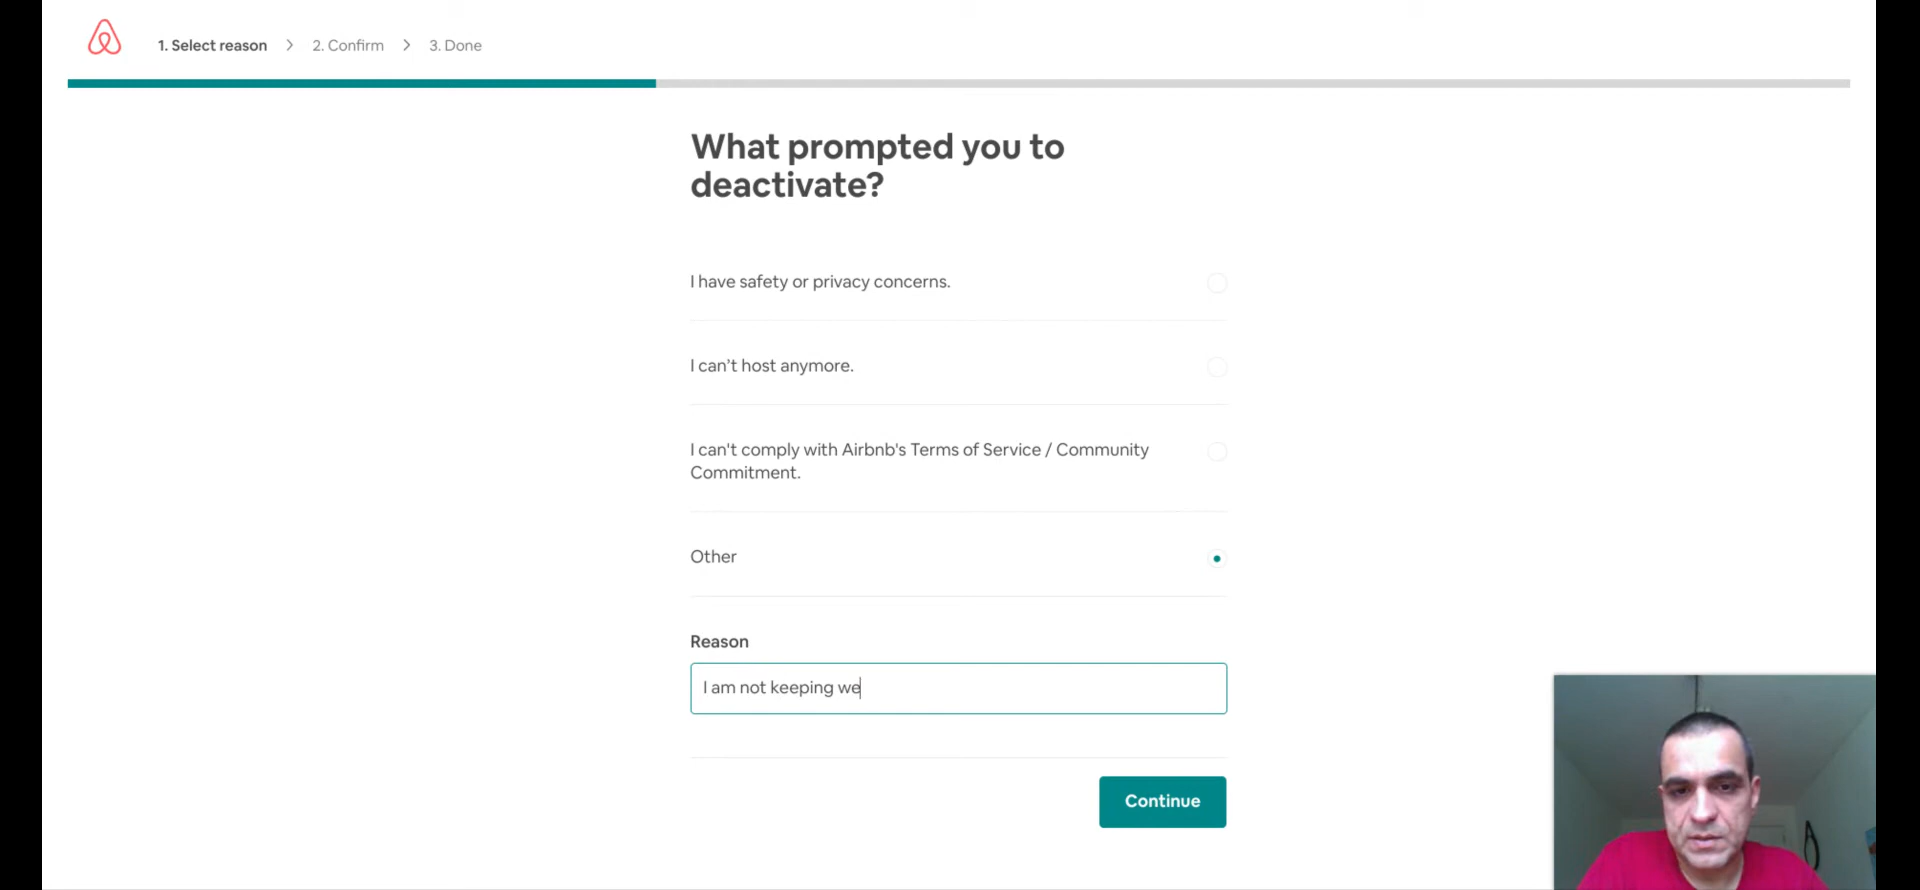 1. Select reason > 2. Confirm > 3. Done
What prompted you to
deactivate?
I have safety or privacy concerns.
I can’t host anymore.
I can't comply with Airbnb's Terms of Service / Community
Commitment.
Other
Reason
I am not keeping we
Continue